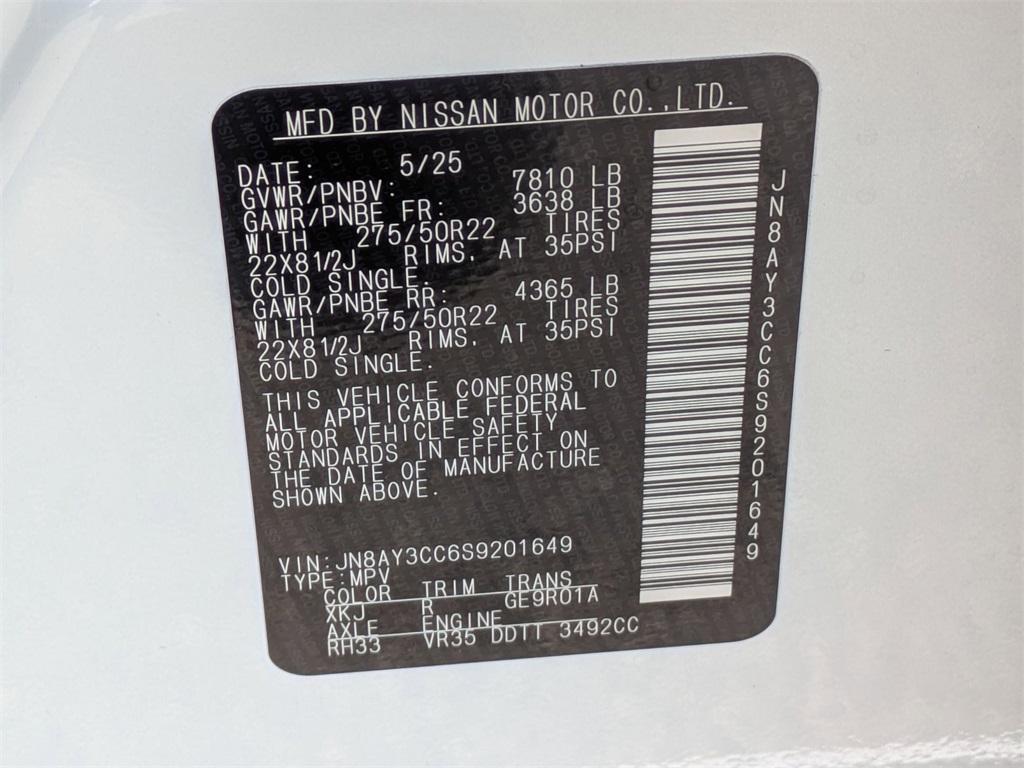 MFD BY NISSAN MOTOR CO.,LTD.
DATE: 5/25
GVWR/PNBV: 7810 LB
GAWR/PNBE FR: 3638 LB
WITH 275/50R22 TIRES
22X81/2J RIMS, AT 35PSI
COLD SINGLE.
GAWR/PNBE RR: 4365 LB
WITH 275/50R22 TIRES
22X81/2J RIMS, AT 35PSI
COLD SINGLE.
THIS VEHICLE CONFORMS TO
ALL APPLICABLE FEDERAL
MOTOR VEHICLE SAFETY
STANDARDS IN EFFECT ON
THE DATE OF MANUFACTURE
SHOWN ABOVE.
VIN:JN8AY3CC6S9201649
TYPE:MPV
COLOR TRIM TRANS
XKJ R GE9R01A
AXLE ENGINE
RH33 VR35 DDTT 3492CC
JN8AY3CC6S9201649